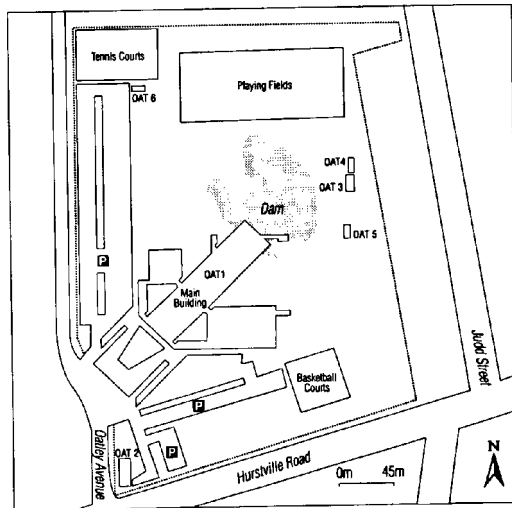 Tennis Courts
OAT 6
Playing Fields
OAT4
OAT 3
Dam
OAT 5
P
OAT1
Main
Building
Judd Street
Basketball
Courts
P
OAT 2
P
Dalley Avenue
Hurstville Road
0m 45m
N